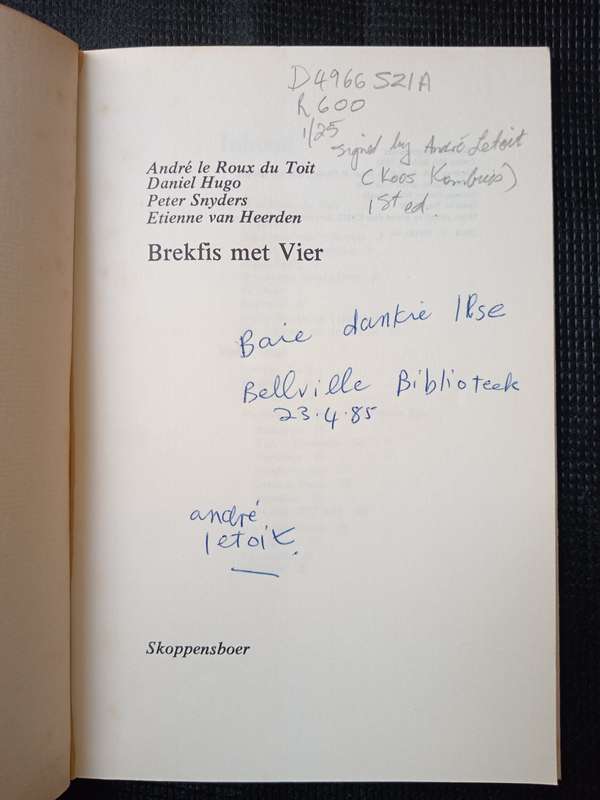 D4966 SZ1A
R600
1/25
signed by André Letoit
(Koos Kombuis)
1st ed.
André le Roux du Toit
Daniel Hugo
Peter Snyders
Etienne van Heerden
Brekfis met Vier
Baie dankie Ilse
Bellville Biblioteek
23.4.85
andré
letoit.
Skoppensboer